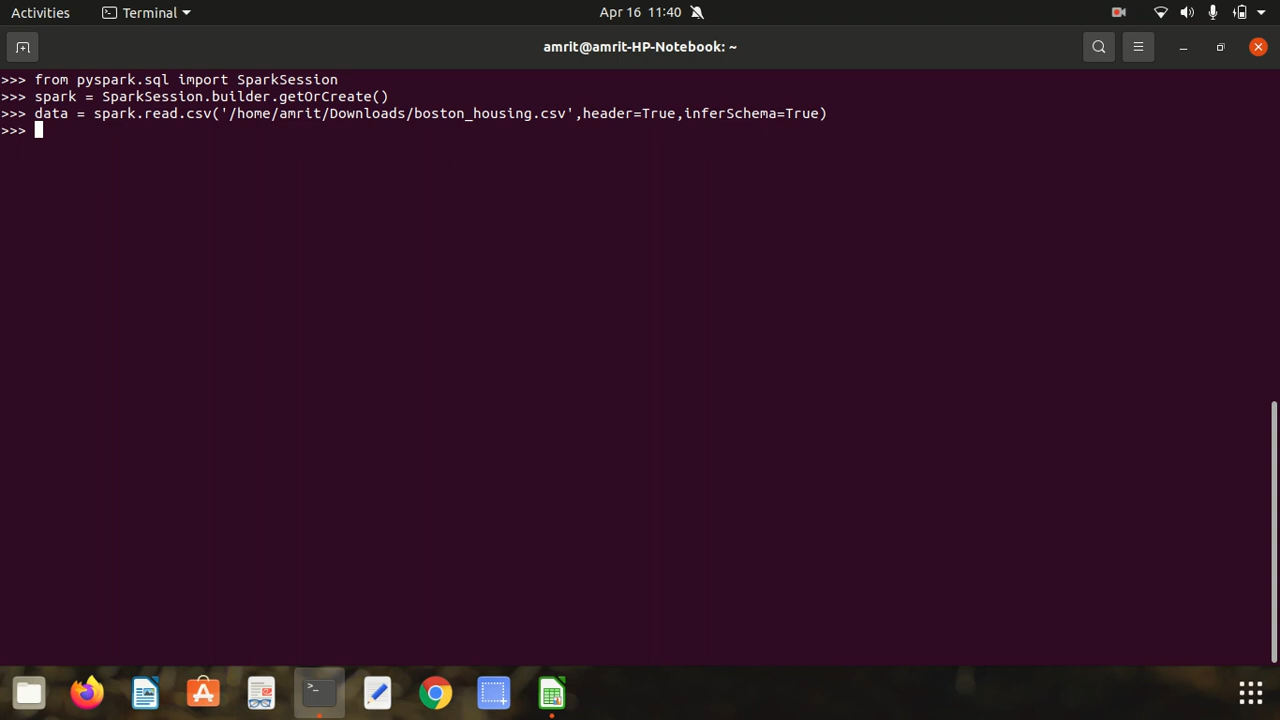 Activities
Terminal
Apr 16 11:40
amrit@amrit-HP-Notebook: ~
>>> from pyspark.sql import SparkSession
>>> spark = SparkSession.builder.getOrCreate()
>>> data = spark.read.csv('/home/amrit/Downloads/boston_housing.csv',header=True,inferSchema=True)
>>>